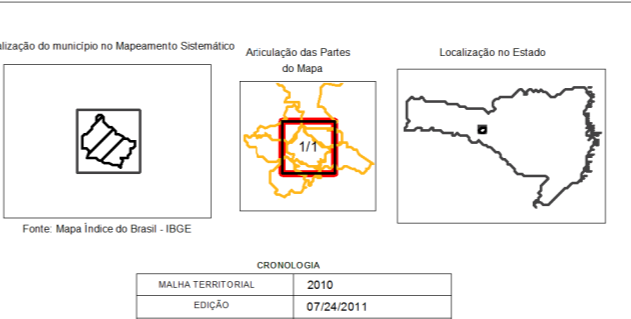 alização do município no Mapeamento Sistemático
Articulação das Partes
do Mapa
Localização no Estado
1/1
Fonte: Mapa Índice do Brasil - IBGE
CRONOLOGIA
MALHA TERRITORIAL 2010
EDIÇÃO 07/24/2011